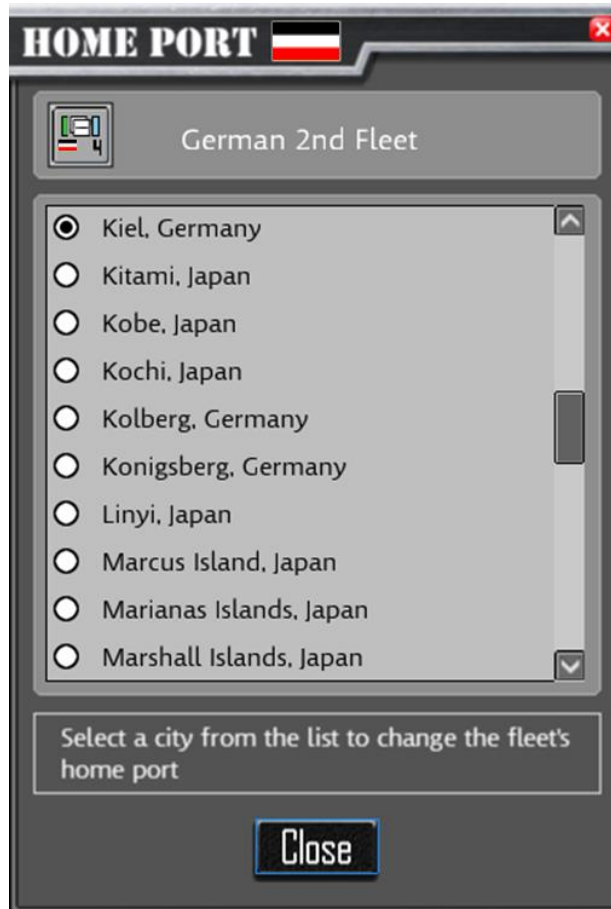 HOME PORT
4
German 2nd Fleet
Kiel, Germany
Kitami, Japan
Kobe, Japan
Kochi, Japan
Kolberg, Germany
Konigsberg, Germany
Linyi, Japan
Marcus Island, Japan
Marianas Islands, Japan
Marshall Islands, Japan
Select a city from the list to change the fleet's
home port
Close